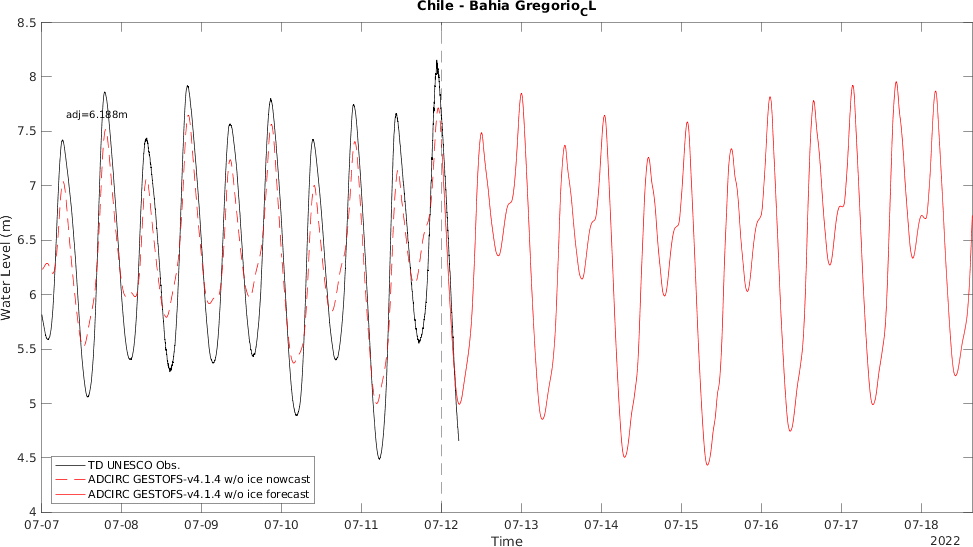 Chile - Bahia Gregorio_CL
8.5
8
7.5
7
6.5
6
5.5
5
4.5
4
Water Level (m)
adj=6.188m
TD UNESCO Obs.
ADCIRC GESTOFS-v4.1.4 w/o ice nowcast
ADCIRC GESTOFS-v4.1.4 w/o ice forecast
07-07 07-08 07-09 07-10 07-11 07-12 07-13 07-14 07-15 07-16 07-17 07-18
Time
2022